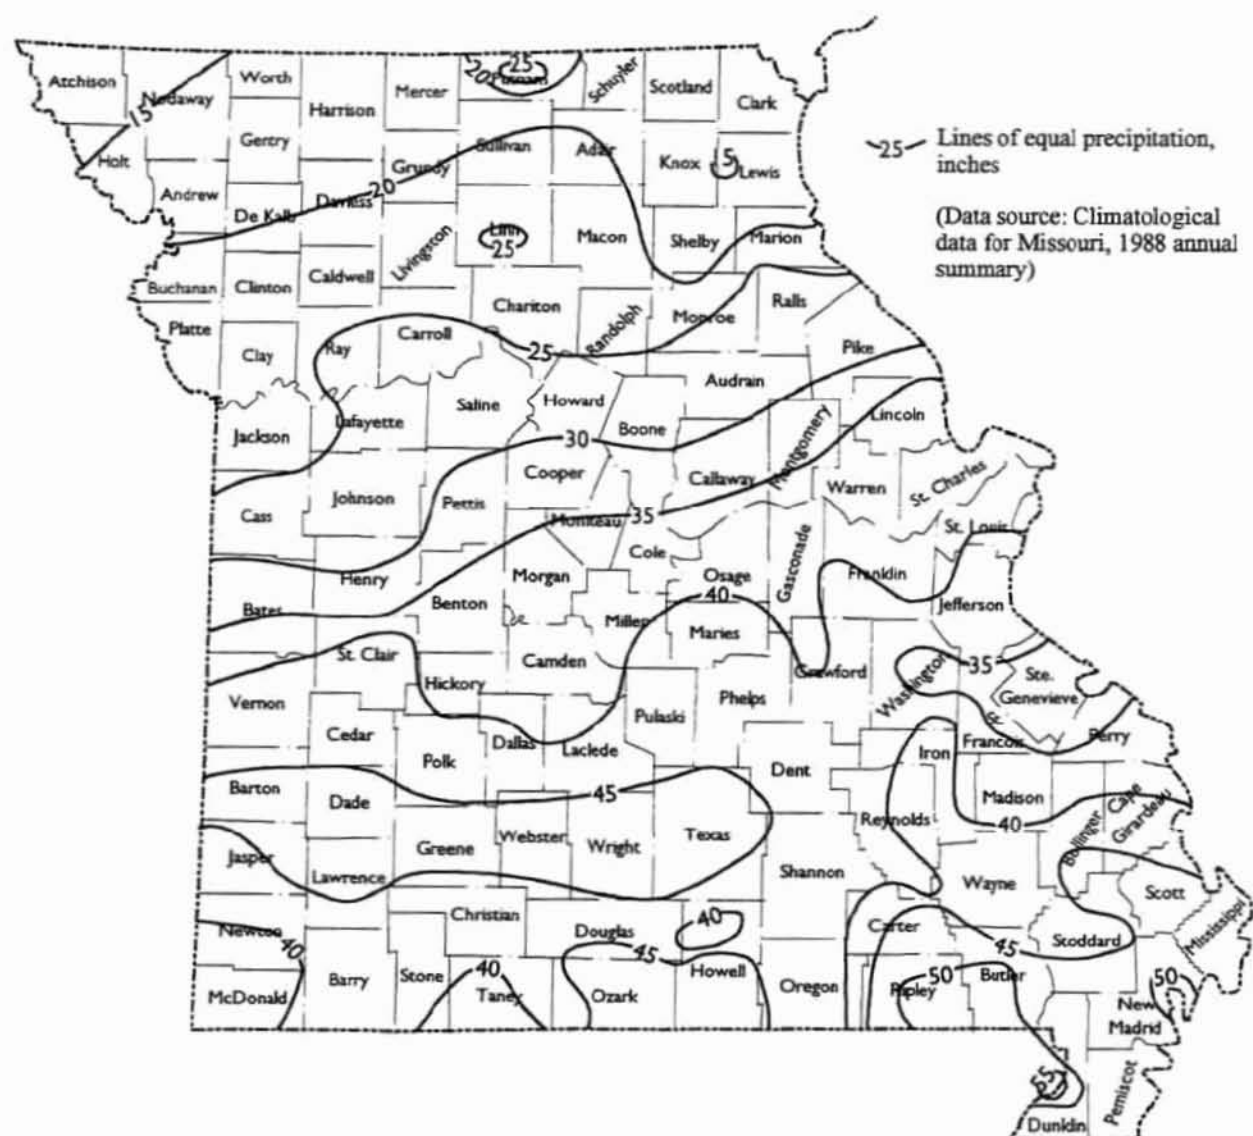 Atchison
Nodaway
Worth
Harrison
Mercer
20
25
Putnam
Schuyler
Scotland
Clark
15
Holt
Gentry
Grundy
Sullivan
Adair
Knox
15
Lewis
25 Lines of equal precipitation,
inches
(Data source: Climatological
data for Missouri, 1988 annual
summary)
Andrew
De Kalb
Daviess
20
Livingston
Linn
25
Macon
Shelby
Marion
Buchanan
Clinton
Caldwell
Chariton
Randolph
Monroe
Ralls
Platte
Clay
Ray
Carroll
25
Pike
Audrain
Jackson
Lafayette
Saline
Howard
Boone
30
Montgomery
Lincoln
Cass
Johnson
Pettis
Cooper
Callaway
Warren
St. Charles
Moniteau
35
Cole
St. Louis
Bates
Henry
Benton
Morgan
Osage
Gasconade
Franklin
Jefferson
40
Miller
Maries
St. Clair
Camden
Crawford
Washington
35
Ste.
Genevieve
Vernon
Hickory
Pulaski
Phelps
St.
Francois
Perry
Cedar
Polk
Dallas
Laclede
Dent
Iron
Barton
Dade
45
Madison
Cape
Girardeau
Reynolds
40
Bollinger
Jasper
Lawrence
Greene
Webster
Wright
Texas
Shannon
Wayne
Scott
Mississippi
Newton
40
Christian
Douglas
40
Carter
45
Stoddard
McDonald
Barry
Stone
40
Taney
45
Ozark
Howell
Oregon
Ripley
50
Butler
50
New
Madrid
55
Dunklin
Pemiscot